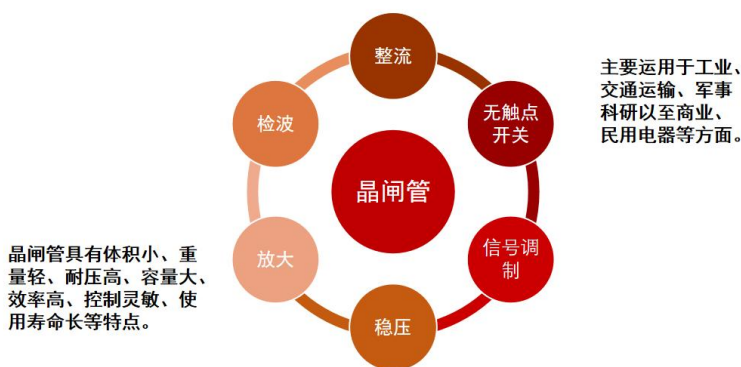 整流
主要运用于工业、
交通运输、军事
科研以至商业、
民用电器等方面。
无触点
开关
检波
晶闸管
信号调
制
放大
晶闸管具有体积小、重
量轻、耐压高、容量大、
效率高、控制灵敏、使
用寿命长等特点。
稳压